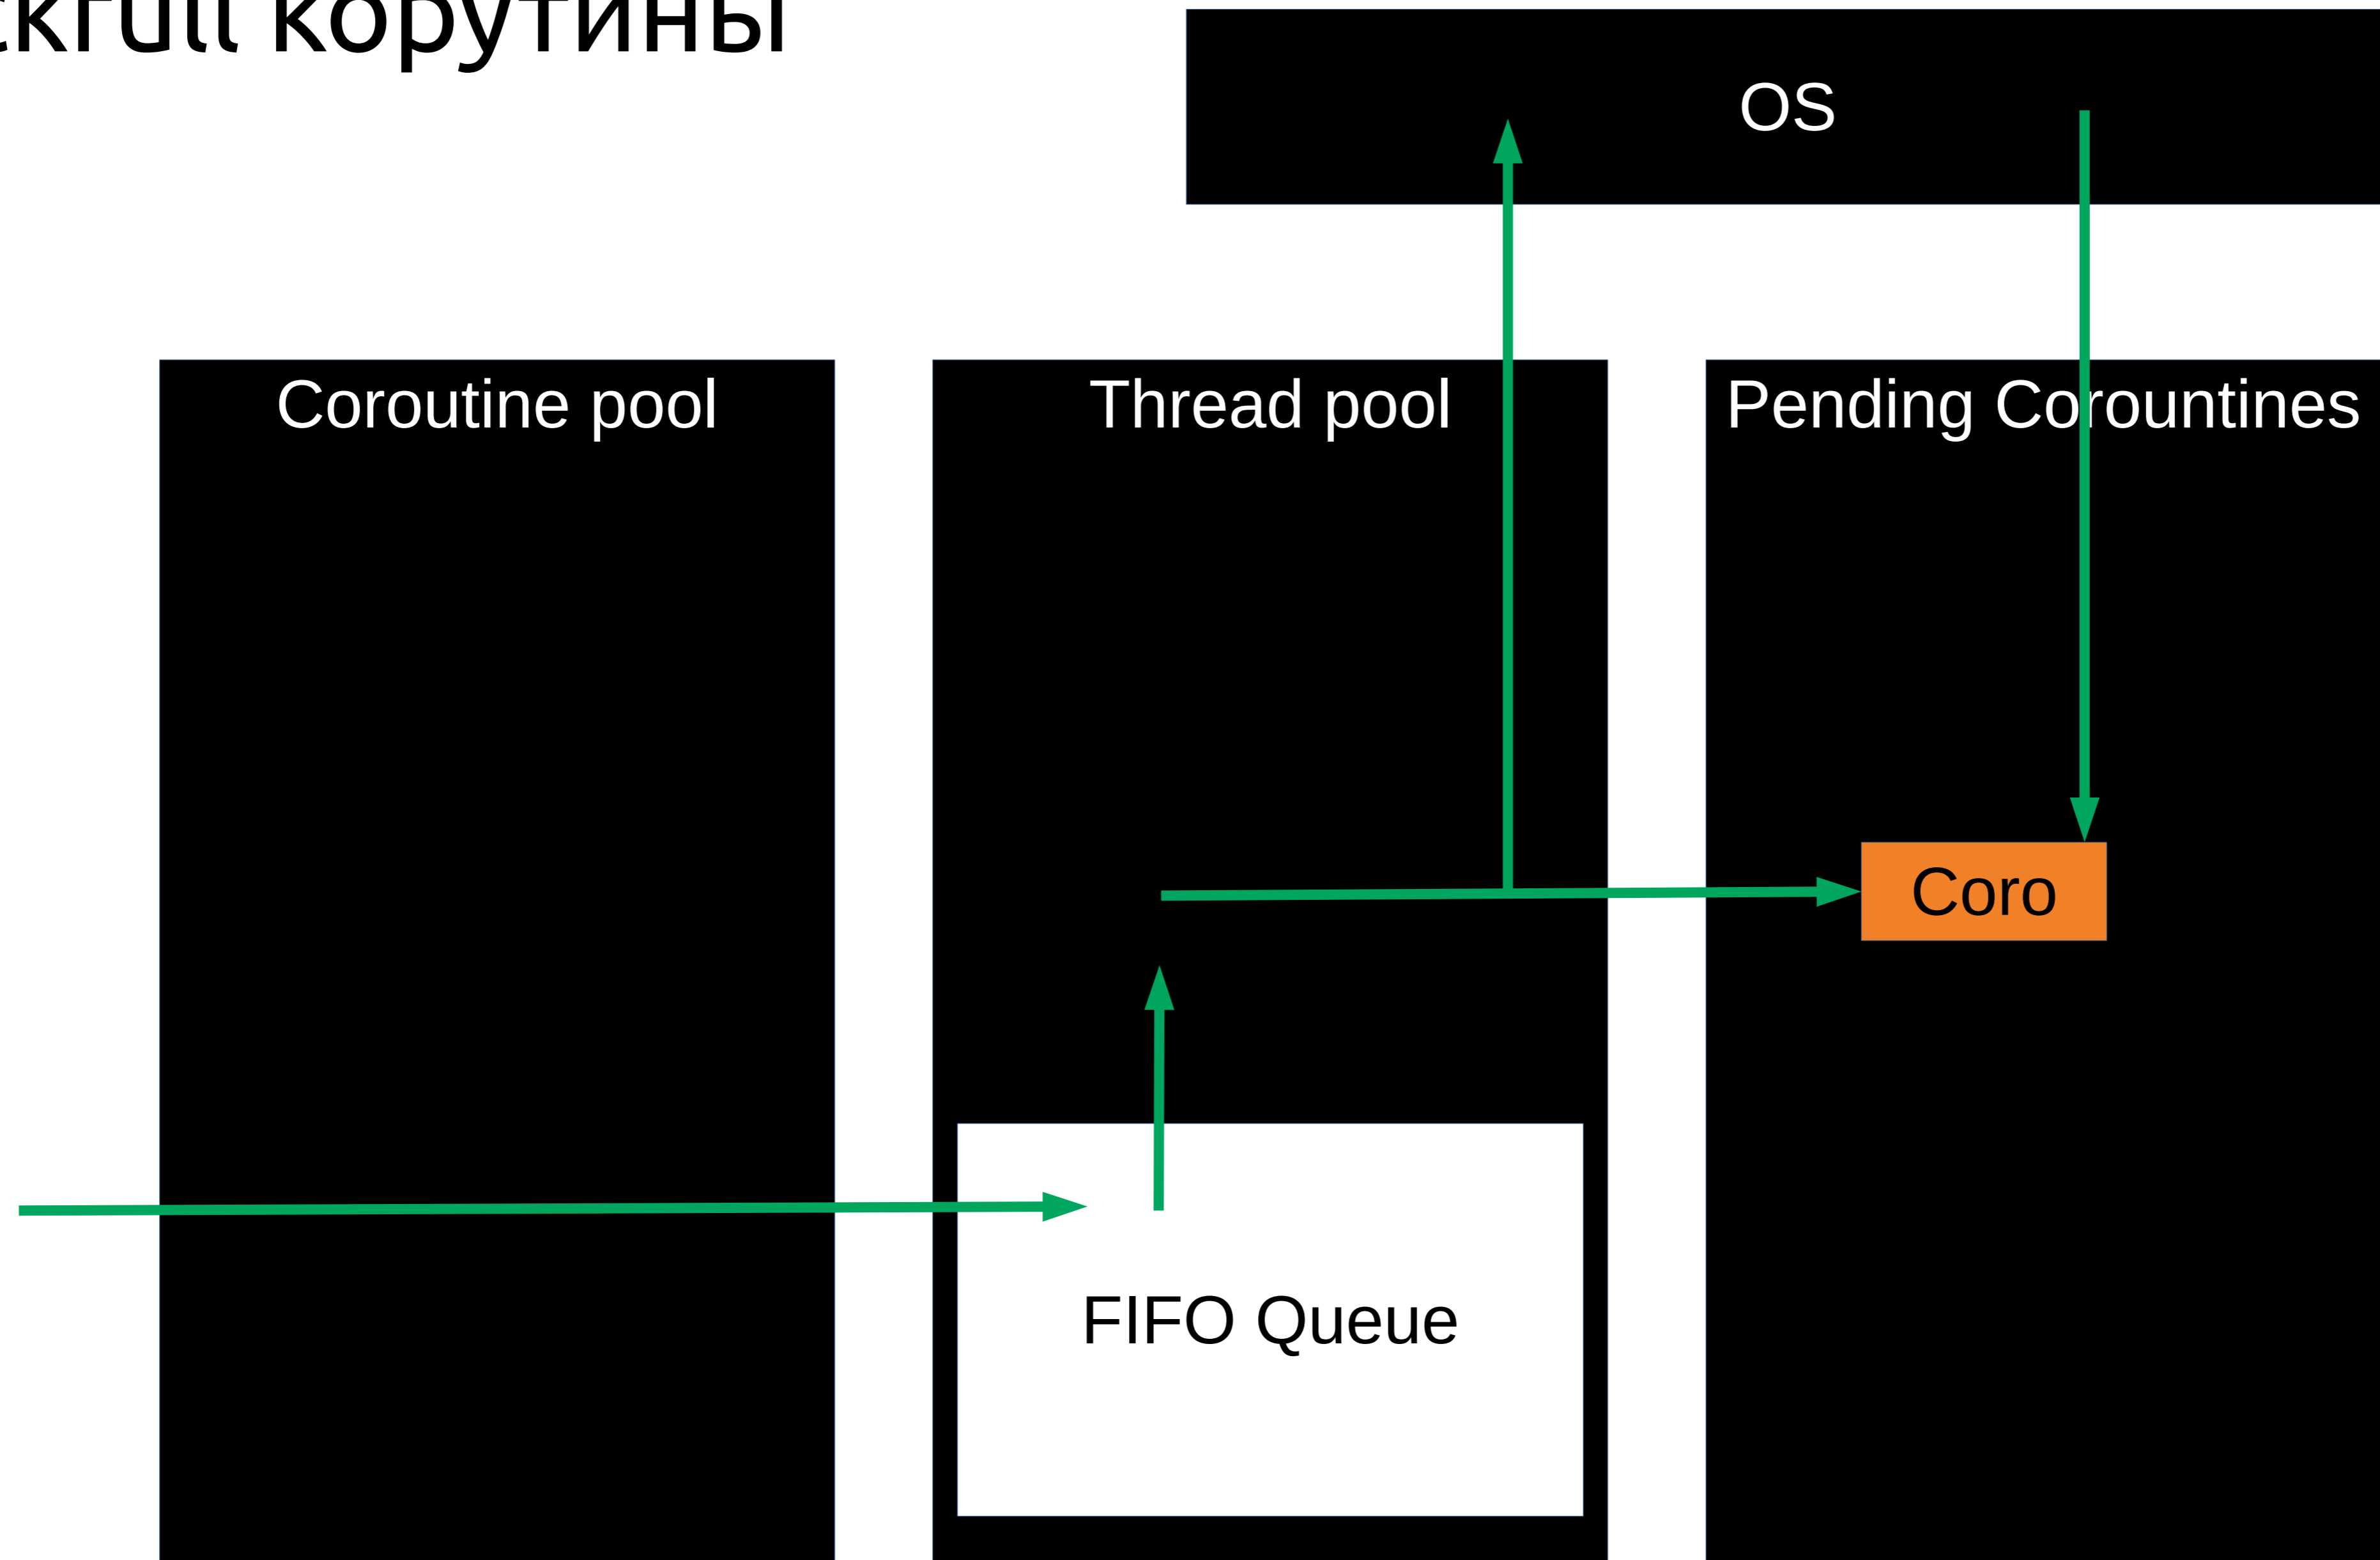 корутины
OS
Coroutine pool
Thread pool
Pending Corountines
Coro
FIFO Queue